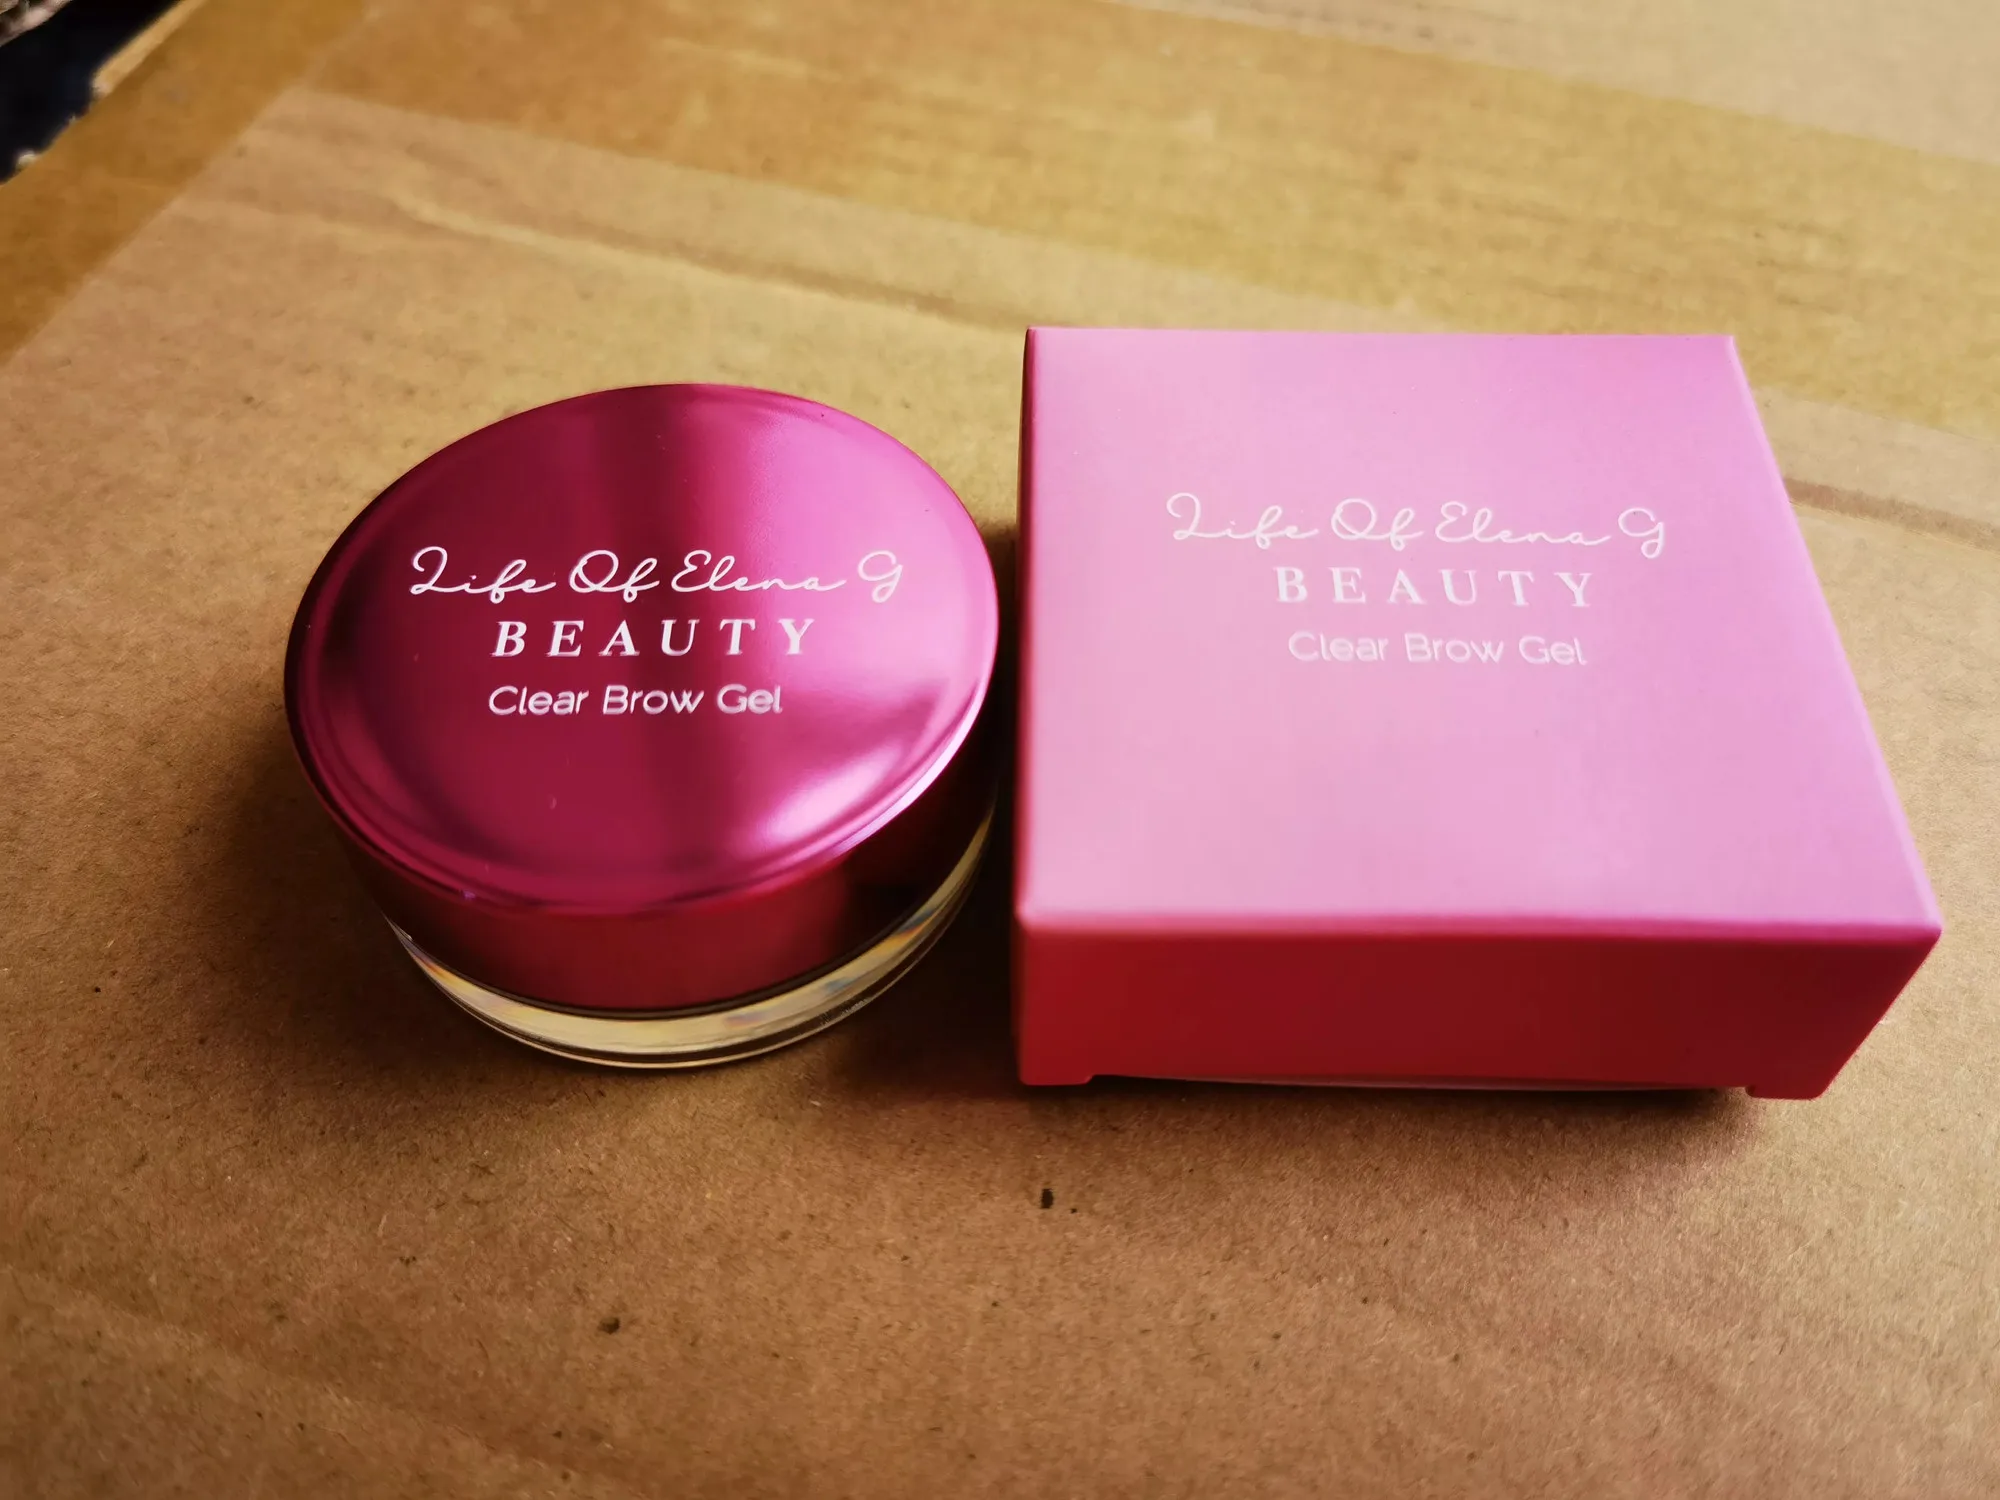 Life Of Elena G
BEAUTY
Clear Brow Gel
Life Of Elena G
BEAUTY
Clear Brow Gel